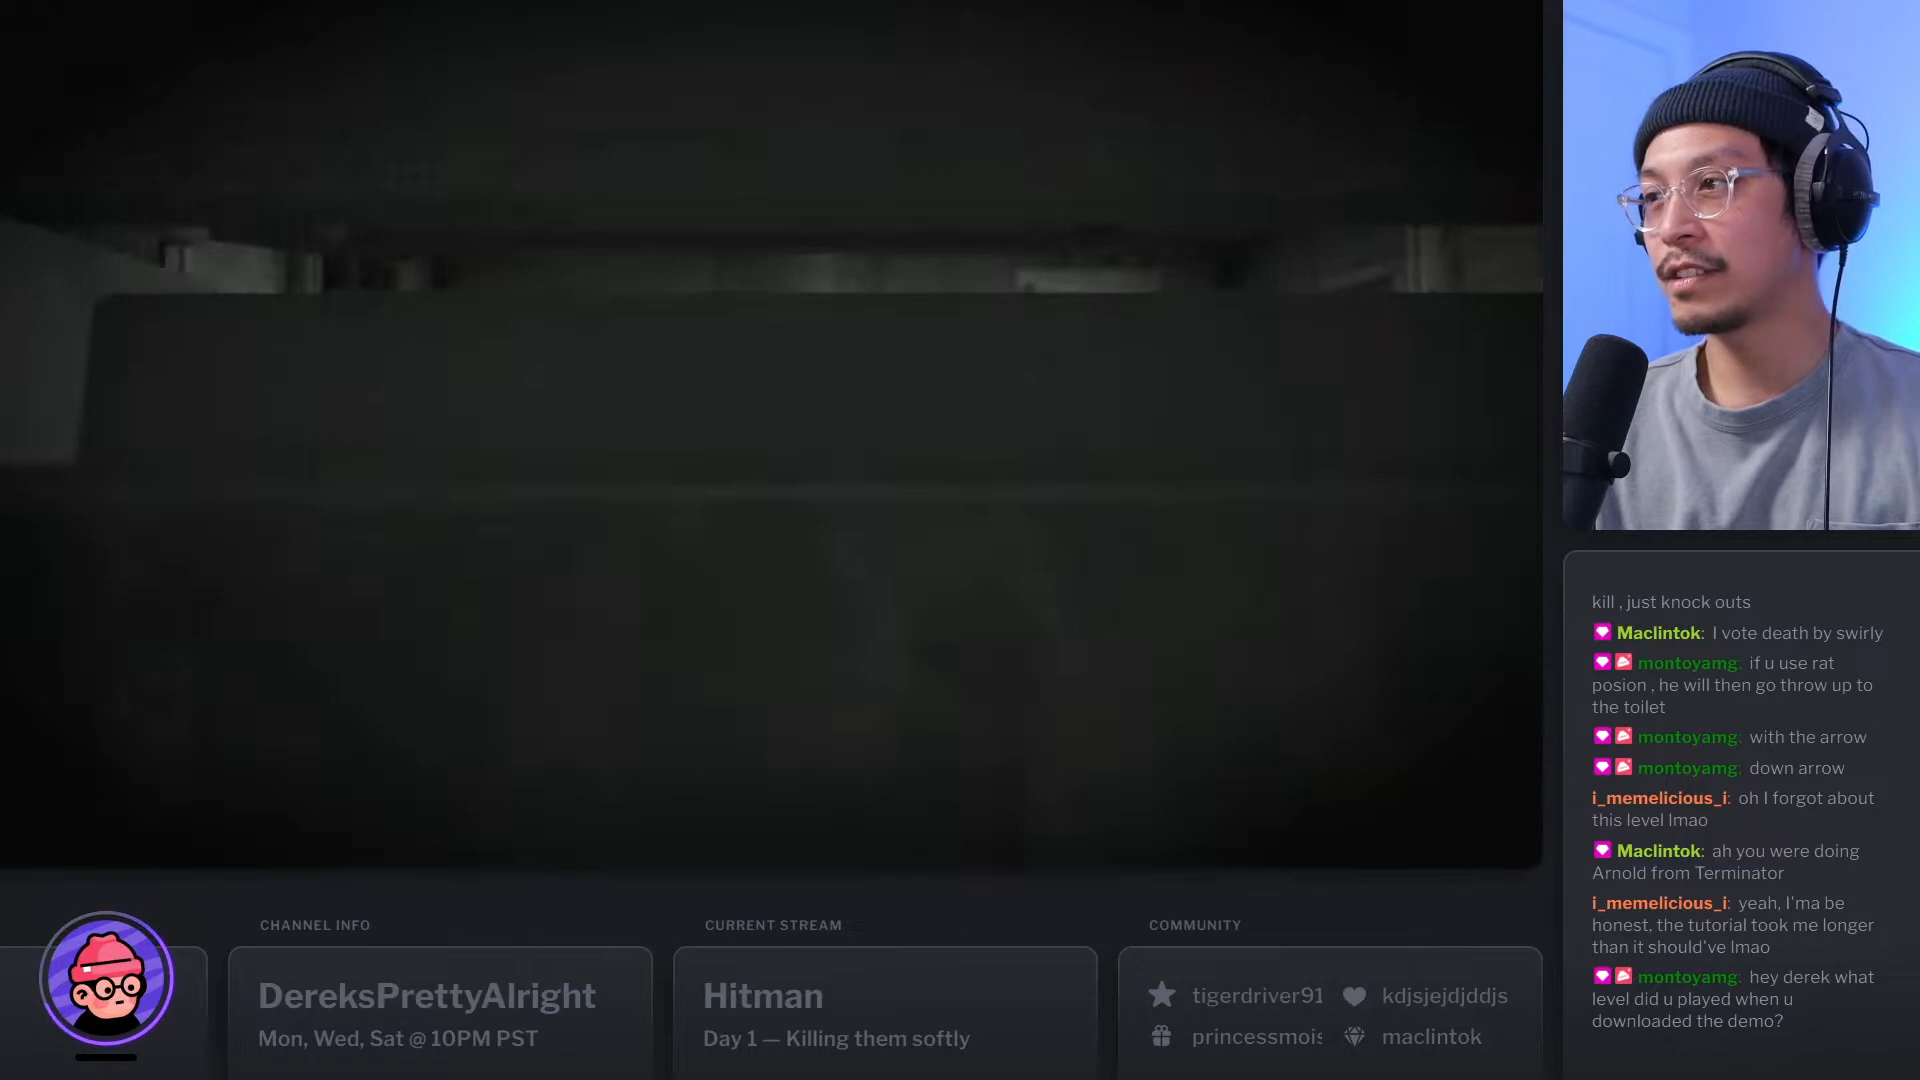 kill , just knock outs
Maclintok: I vote death by swirly
montoyamg: if u use rat
posion , he will then go throw up to
the toilet
montoyamg: with the arrow
montoyamg: down arrow
i_memelicious_i: oh I forgot about
this level lmao
Maclintok: ah you were doing
Arnold from Terminator
i_memelicious_i: yeah, I'ma be
honest, the tutorial took me longer
than it should've lmao
montoyamg: hey derek what
level did u played when u
downloaded the demo?
CHANNEL INFO
DereksPrettyAlright
Mon, Wed, Sat @ 10PM PST
CURRENT STREAM
Hitman
Day 1 — Killing them softly
COMMUNITY
tigerdriver91 kdjsjejdjddjs
princessmois maclintok